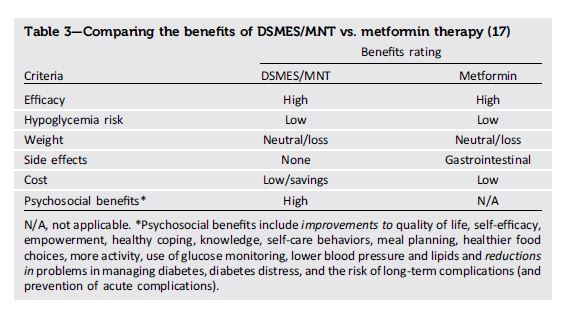 Table 3—Comparing the benefits of DSMES/MNT vs. metformin therapy (17)
Benefits rating
Criteria DSMES/MNT Metformin
Efficacy High High
Hypoglycemia risk Low Low
Weight Neutral/loss Neutral/loss
Side effects None Gastrointestinal
Cost Low/savings Low
Psychosocial benefits* High N/A
N/A, not applicable. *Psychosocial benefits include improvements to quality of life, self-efficacy,
empowerment, healthy coping, knowledge, self-care behaviors, meal planning, healthier food
choices, more activity, use of glucose monitoring, lower blood pressure and lipids and reductions
in problems in managing diabetes, diabetes distress, and the risk of long-term complications (and
prevention of acute complications).